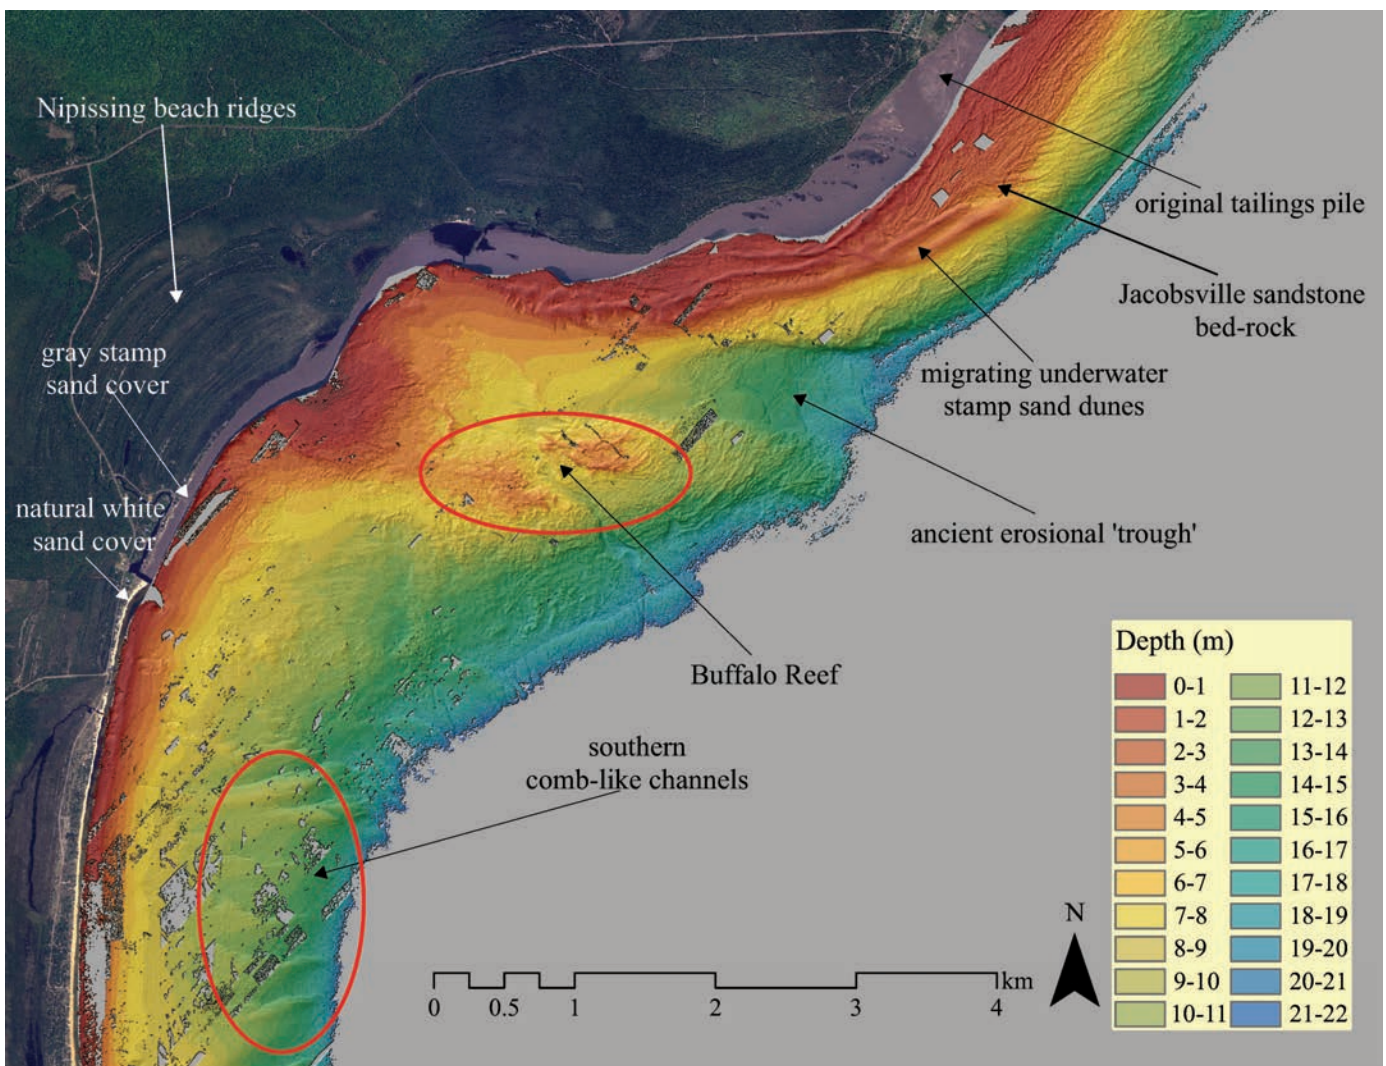 Nipissing beach ridges
original tailings pile
Jacobsville sandstone
bed-rock
gray stamp
sand cover
migrating underwater
stamp sand dunes
natural white
sand cover
ancient erosional 'trough'
Buffalo Reef
southern
comb-like channels
Depth (m)
0-1
1-2
2-3
3-4
4-5
5-6
6-7
7-8
8-9
9-10
10-11
11-12
12-13
13-14
14-15
15-16
16-17
17-18
18-19
19-20
20-21
21-22
N
km
0 0.5 1 2 3 4